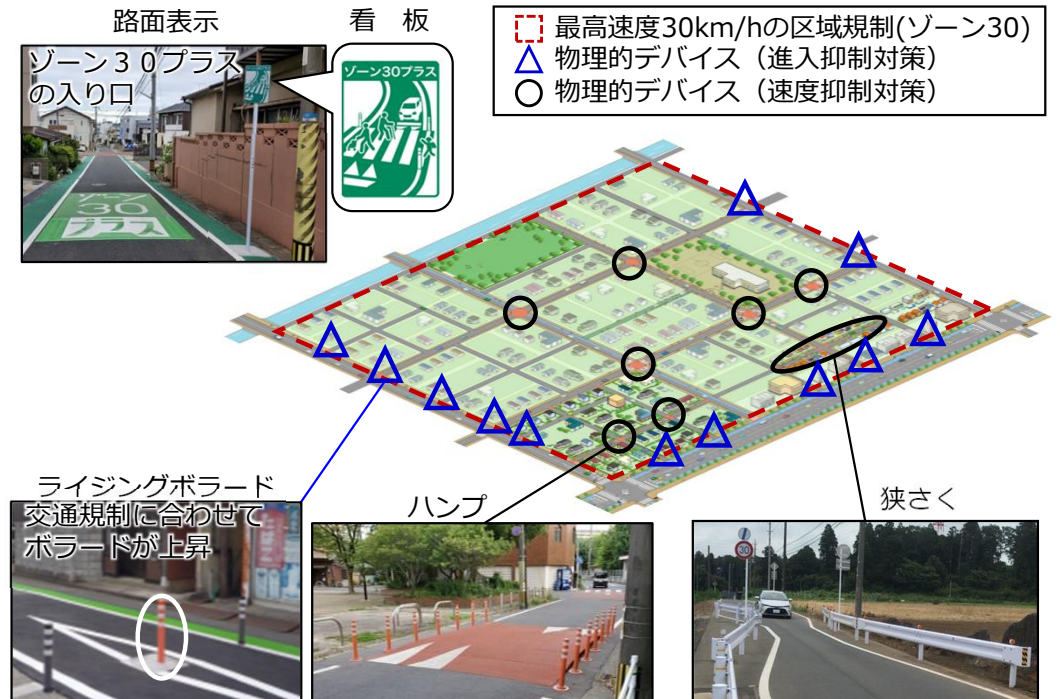 路面表示
看　板
ゾーン３０プラス
の入り口
ゾーン30プラス
ゾーン
30
プラス
最高速度30km/hの区域規制(ゾーン30)
物理的デバイス（進入抑制対策）
物理的デバイス（速度抑制対策）
ライジングボラード
交通規制に合わせて
ボラードが上昇
ハンプ
狭さく
30